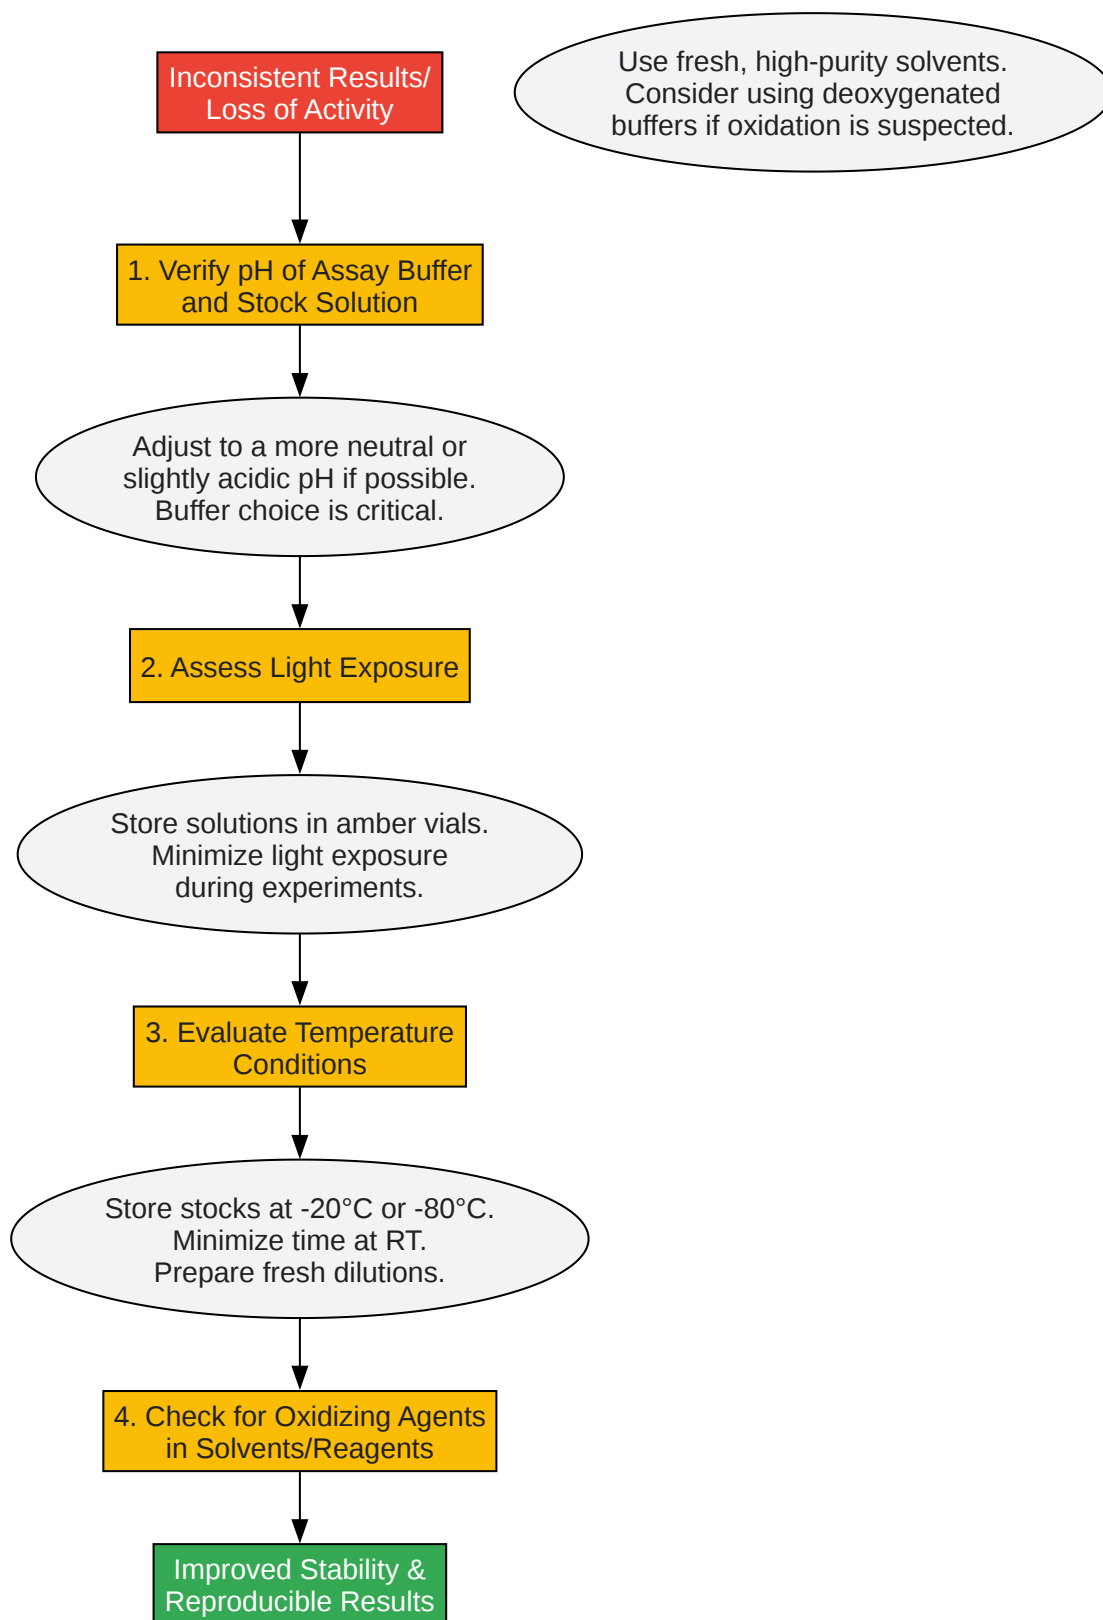 Inconsistent Results/
Loss of Activity
Use fresh, high-purity solvents.
Consider using deoxygenated
buffers if oxidation is suspected.
1. Verify pH of Assay Buffer
and Stock Solution
Adjust to a more neutral or
slightly acidic pH if possible.
Buffer choice is critical.
2. Assess Light Exposure
Store solutions in amber vials.
Minimize light exposure
during experiments.
3. Evaluate Temperature
Conditions
Store stocks at -20°C or -80°C.
Minimize time at RT.
Prepare fresh dilutions.
4. Check for Oxidizing Agents
in Solvents/Reagents
Improved Stability &
Reproducible Results